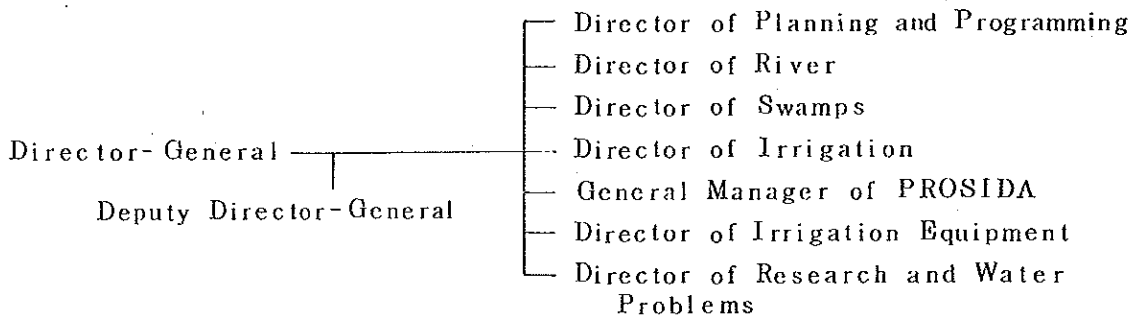 Director of Planning and Programming
Director of River
Director of Swamps
Director-General
Director of Irrigation
Deputy Director-General
General Manager of PROSIDA
Director of Irrigation Equipment
Director of Research and Water
Problems